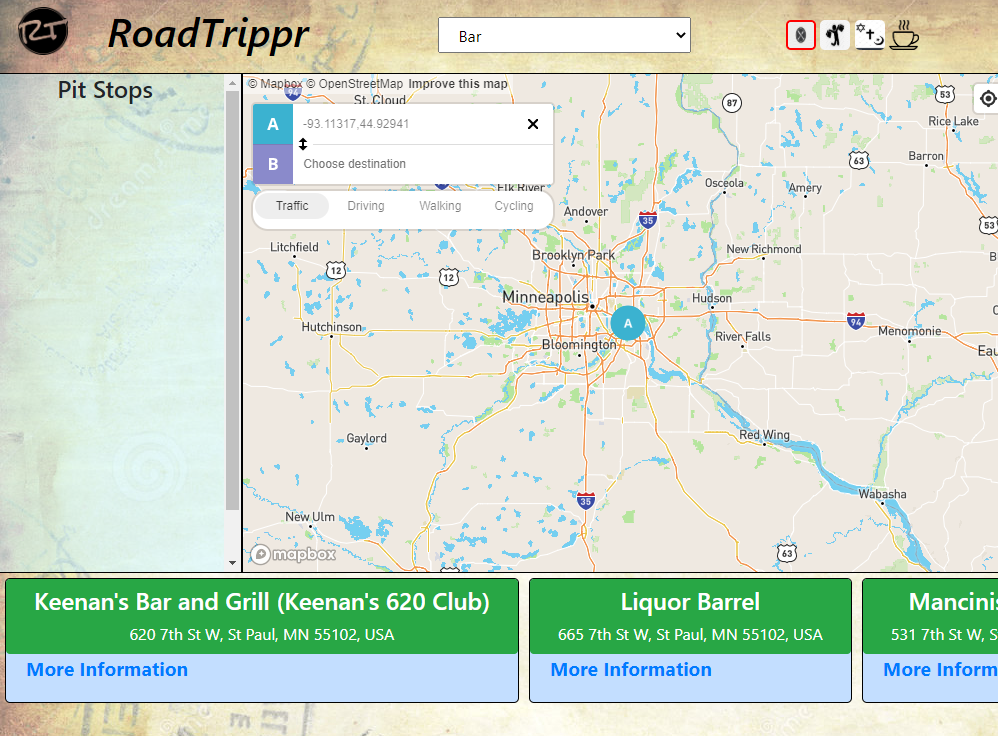 RT
RoadTrippr
Bar
Pit Stops
© Mapbox © OpenStreetMap Improve this map
94
St. Cloud
A
-93.11317,44.92941
B
Choose destination
Elk River
Traffic
Driving
Walking
Cycling
87
53
Rice Lake
63
Barron
Osceola
Amery
Andover
35
53
Litchfield
12
12
Brooklyn Park
New Richmond
Minneapolis
Hudson
A
94
Menomonie
Hutchinson
Bloomington
River Falls
Eau
Gaylord
Red Wing
Wabasha
35
New Ulm
63
mapbox
Keenan's Bar and Grill (Keenan's 620 Club)
620 7th St W, St Paul, MN 55102, USA
More Information
Liquor Barrel
665 7th St W, St Paul, MN 55102, USA
More Information
Mancinis
531 7th St W, S
More Inform